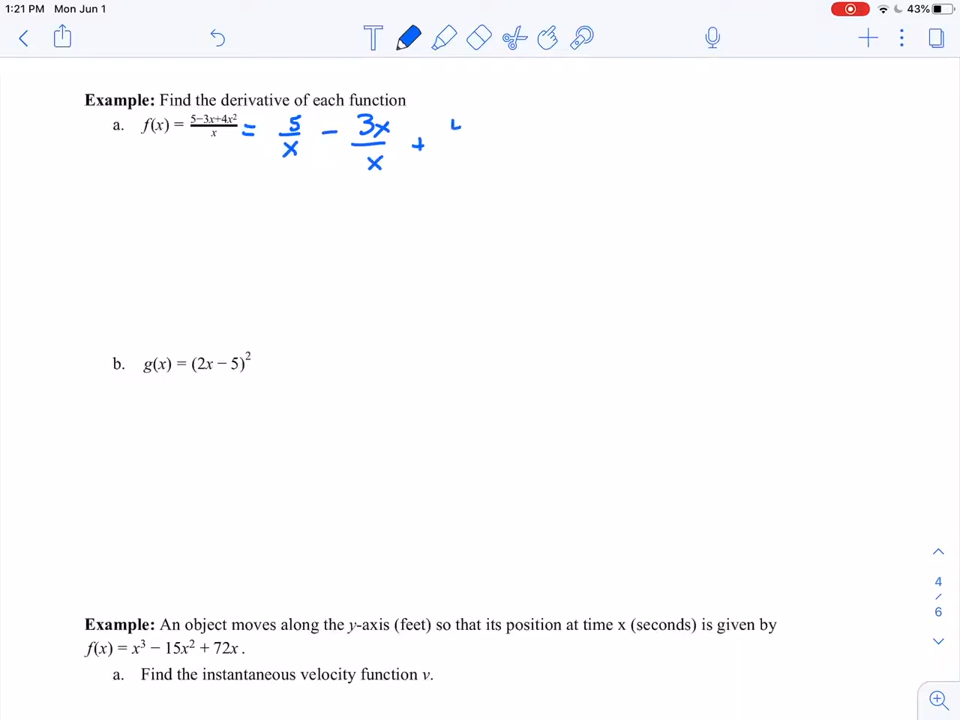 1:21 PM Mon Jun 1 43%
T
Example: Find the derivative of each function
a. f(x) = (5−3x+4x²)/x = 5/x − 3x/x +
b. g(x) = (2x − 5)²
4
/
6
Example: An object moves along the y-axis (feet) so that its position at time x (seconds) is given by
f(x) = x³ − 15x² + 72x .
a. Find the instantaneous velocity function v.